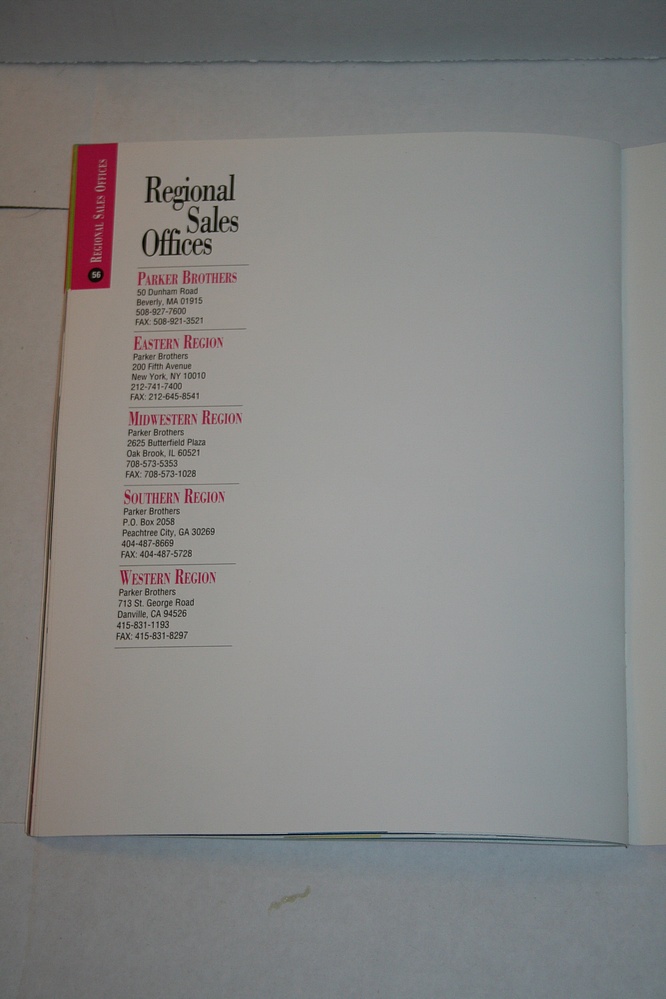 REGIONAL SALES OFFICES
56
Regional
Sales
Offices
PARKER BROTHERS
50 Dunham Road
Beverly, MA 01915
508-927-7600
FAX: 508-921-3521
EASTERN REGION
Parker Brothers
200 Fifth Avenue
New York, NY 10010
212-741-7400
FAX: 212-645-8541
MIDWESTERN REGION
Parker Brothers
2625 Butterfield Plaza
Oak Brook, IL 60521
708-573-5353
FAX: 708-573-1028
SOUTHERN REGION
Parker Brothers
P.O. Box 2058
Peachtree City, GA 30269
404-487-8669
FAX: 404-487-5728
WESTERN REGION
Parker Brothers
713 St. George Road
Danville, CA 94526
415-831-1193
FAX: 415-831-8297